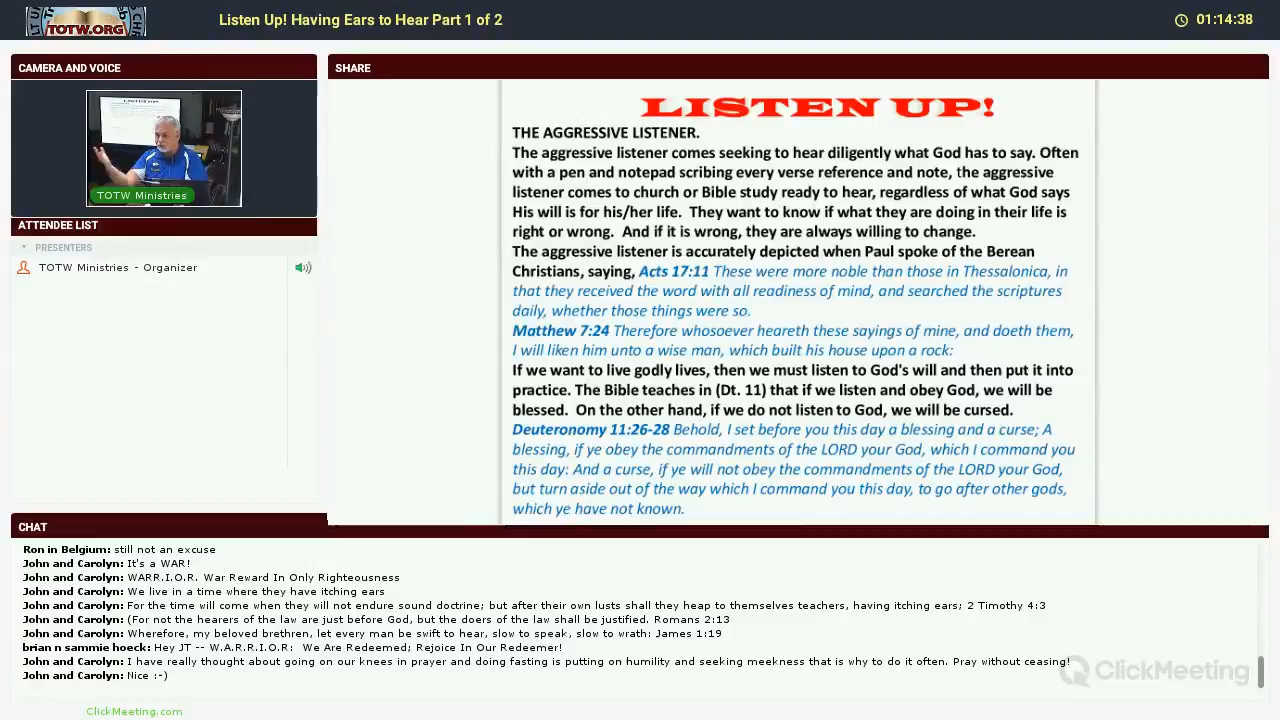 TOTW.ORG
Listen Up! Having Ears to Hear Part 1 of 2
01:14:38
CAMERA AND VOICE
TOTW Ministries
ATTENDEE LIST
PRESENTERS
TOTW Ministries - Organizer
SHARE
LISTEN UP!
THE AGGRESSIVE LISTENER.
The aggressive listener comes seeking to hear diligently what God has to say. Often
with a pen and notepad scribing every verse reference and note, the aggressive
listener comes to church or Bible study ready to hear, regardless of what God says
His will is for his/her life.  They want to know if what they are doing in their life is
right or wrong.  And if it is wrong, they are always willing to change.
The aggressive listener is accurately depicted when Paul spoke of the Berean
Christians, saying, Acts 17:11 These were more noble than those in Thessalonica, in
that they received the word with all readiness of mind, and searched the scriptures
daily, whether those things were so.
Matthew 7:24 Therefore whosoever heareth these sayings of mine, and doeth them,
I will liken him unto a wise man, which built his house upon a rock:
If we want to live godly lives, then we must listen to God's will and then put it into
practice. The Bible teaches in (Dt. 11) that if we listen and obey God, we will be
blessed.  On the other hand, if we do not listen to God, we will be cursed.
Deuteronomy 11:26-28 Behold, I set before you this day a blessing and a curse; A
blessing, if ye obey the commandments of the LORD your God, which I command you
this day: And a curse, if ye will not obey the commandments of the LORD your God,
but turn aside out of the way which I command you this day, to go after other gods,
which ye have not known.
CHAT
Ron in Belgium: still not an excuse
John and Carolyn: It's a WAR!
John and Carolyn: WARR.I.O.R. War Reward In Only Righteousness
John and Carolyn: We live in a time where they have itching ears
John and Carolyn: For the time will come when they will not endure sound doctrine; but after their own lusts shall they heap to themselves teachers, having itching ears; 2 Timothy 4:3
John and Carolyn: (For not the hearers of the law are just before God, but the doers of the law shall be justified. Romans 2:13
John and Carolyn: Wherefore, my beloved brethren, let every man be swift to hear, slow to speak, slow to wrath: James 1:19
brian n sammie hoeck: Hey JT -- W.A.R.R.I.O.R:  We Are Redeemed; Rejoice In Our Redeemer!
John and Carolyn: I have really thought about going on our knees in prayer and doing fasting is putting on humility and seeking meekness that is why to do it often. Pray without ceasing!
John and Carolyn: Nice :-)
ClickMeeting
ClickMeeting.com